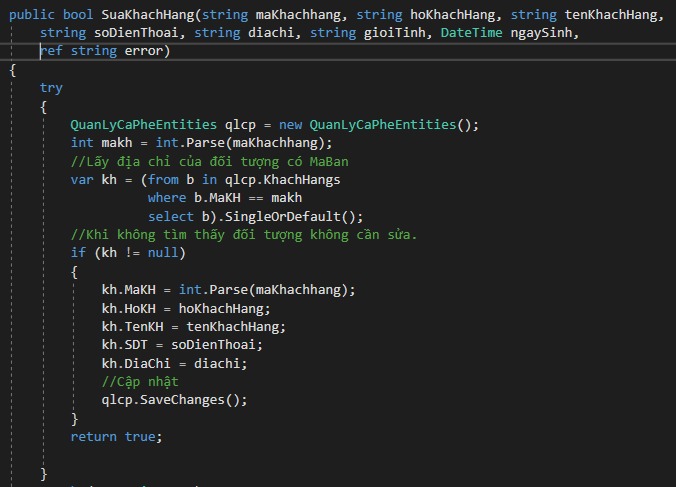 public bool SuaKhachHang(string maKhachhang, string hoKhachHang, string tenKhachHang,
string soDienThoai, string diachi, string gioiTinh, DateTime ngaySinh,
ref string error)
{
try
{
QuanLyCaPheEntities qlcp = new QuanLyCaPheEntities();
int makh = int.Parse(maKhachhang);
//Lấy địa chỉ của đối tượng có MaBan
var kh = (from b in qlcp.KhachHangs
where b.MaKH == makh
select b).SingleOrDefault();
//Khi không tìm thấy đối tượng không cần sửa.
if (kh != null)
{
kh.MaKH = int.Parse(maKhachhang);
kh.HoKH = hoKhachHang;
kh.TenKH = tenKhachHang;
kh.SDT = soDienThoai;
kh.DiaChi = diachi;
//Cập nhật
qlcp.SaveChanges();
}
return true;
}